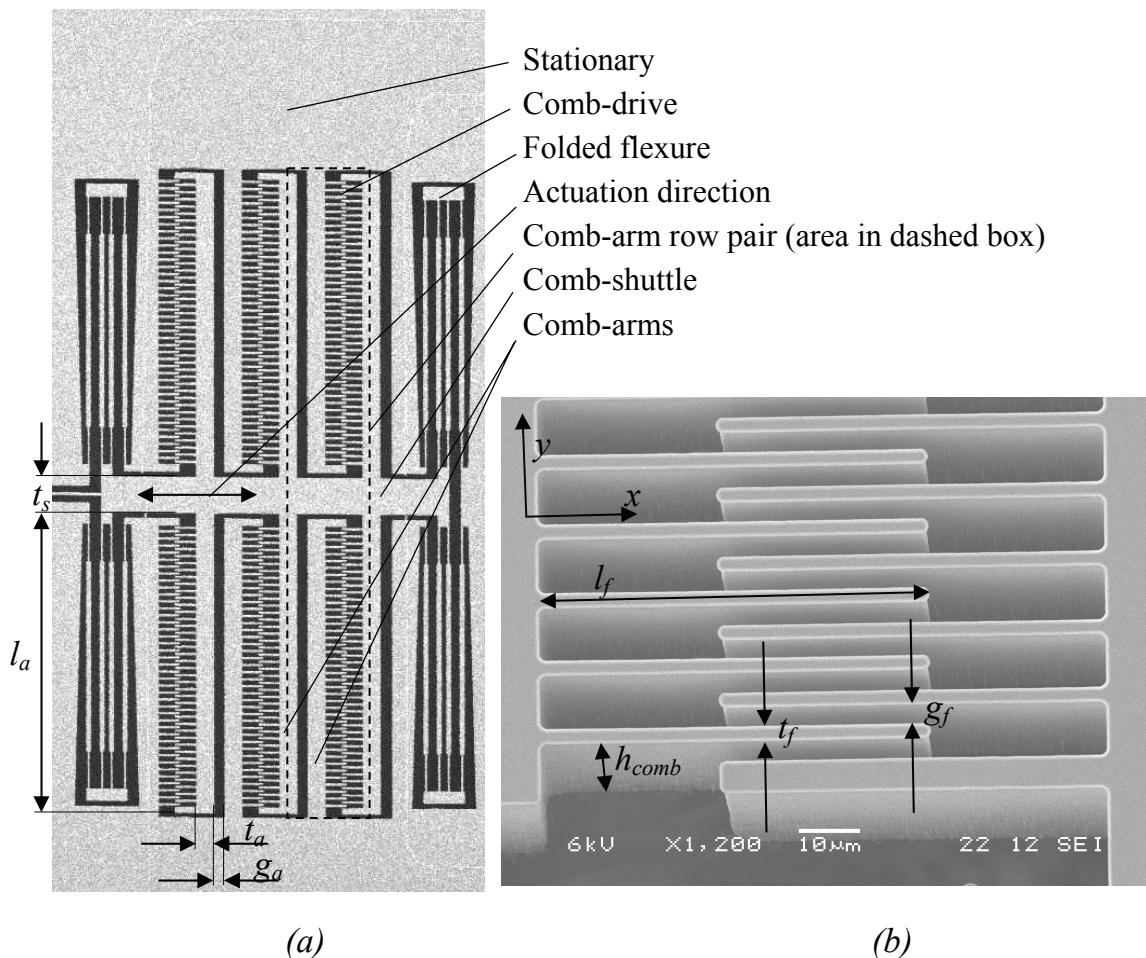 Stationary
Comb-drive
Folded flexure
Actuation direction
Comb-arm row pair (area in dashed box)
Comb-shuttle
Comb-arms
t_s
l_a
t_a
g_a
y
x
l_f
t_f
g_f
h_comb
6kV X1,200 10µm 22 12 SEI
(a)
(b)